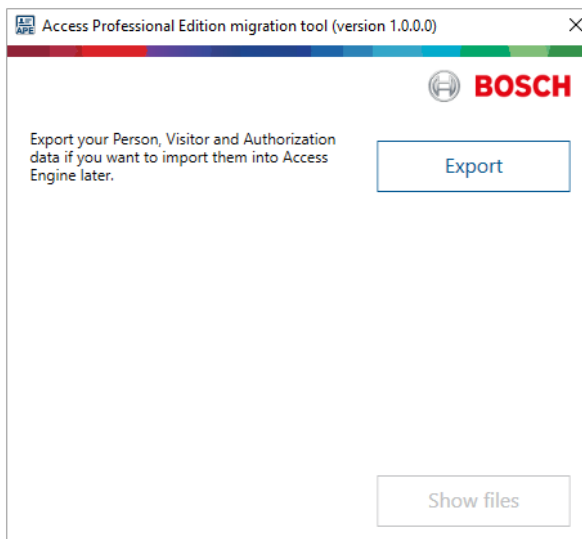 APE Access Professional Edition migration tool (version 1.0.0.0)
BOSCH
Export your Person, Visitor and Authorization
data if you want to import them into Access
Engine later.
Export
Show files